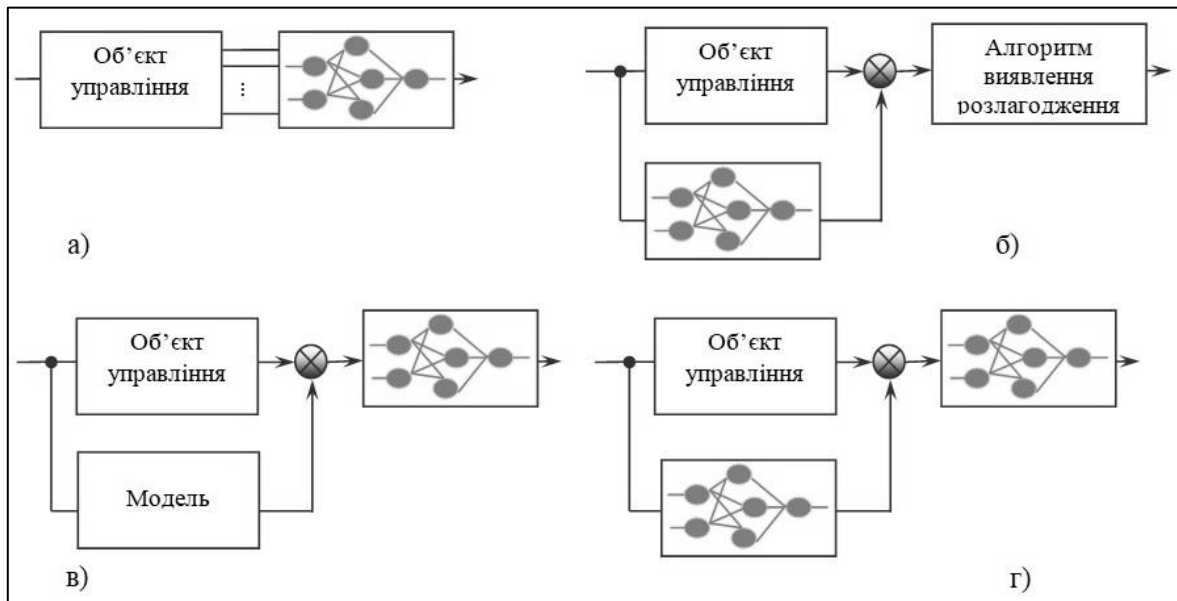 Об’єкт
управління
...
а)
Об’єкт
управління
Алгоритм
виявлення
розлагодження
б)
Об’єкт
управління
Модель
в)
Об’єкт
управління
г)